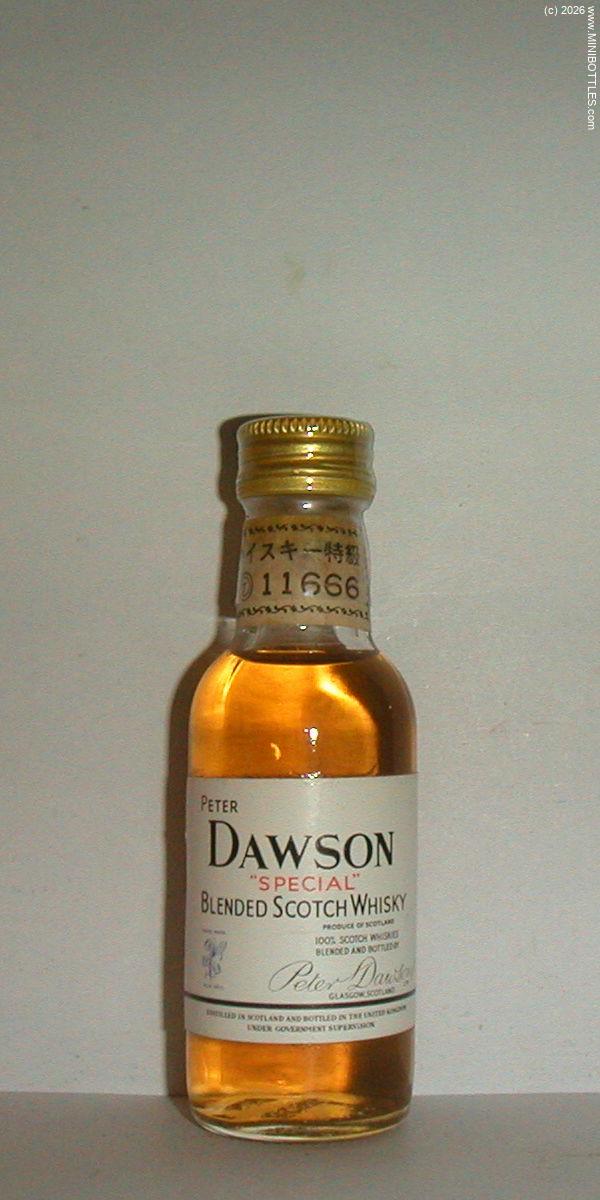 (c) 2026 www.MINIBOTTLES.com
イスキー特級
11666
PETER
DAWSON
"SPECIAL"
BLENDED SCOTCH WHISKY
PRODUCE OF SCOTLAND
100% SCOTCH WHISKIES
BLENDED AND BOTTLED BY
Peter Dawson
GLASGOW, SCOTLAND
DISTILLED IN SCOTLAND AND BOTTLED IN THE UNITED KINGDOM
UNDER GOVERNMENT SUPERVISION